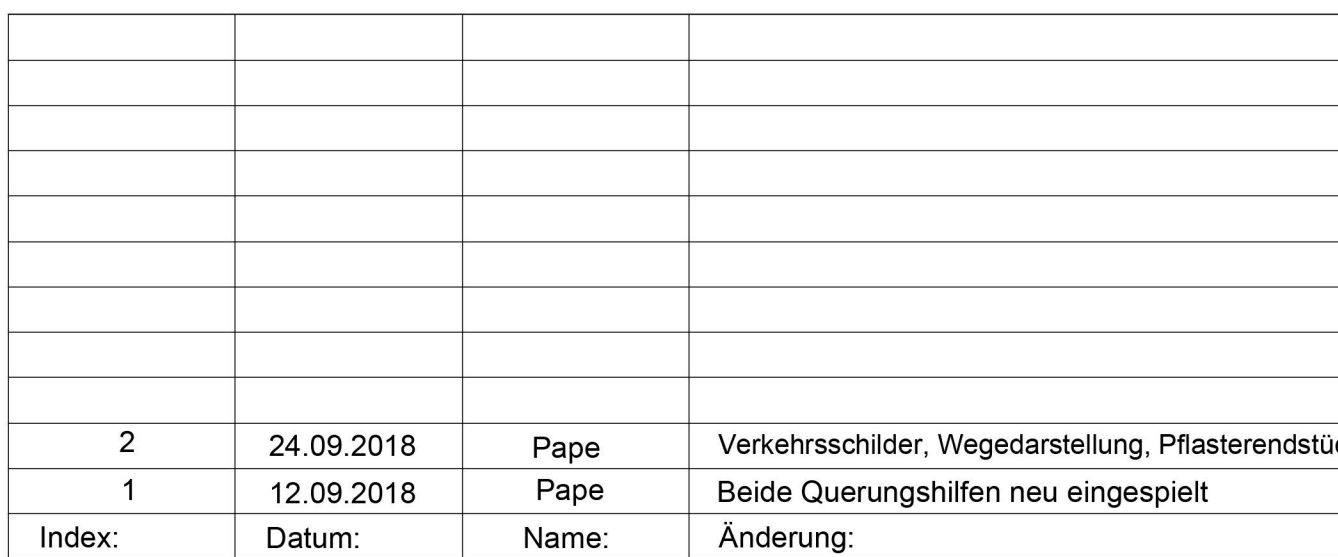 2 24.09.2018 Pape Verkehrsschilder, Wegedarstellung,
1 12.09.2018 Pape Beide Querungshilfen neu eingespielt
Index: Datum: Name: Änderung: